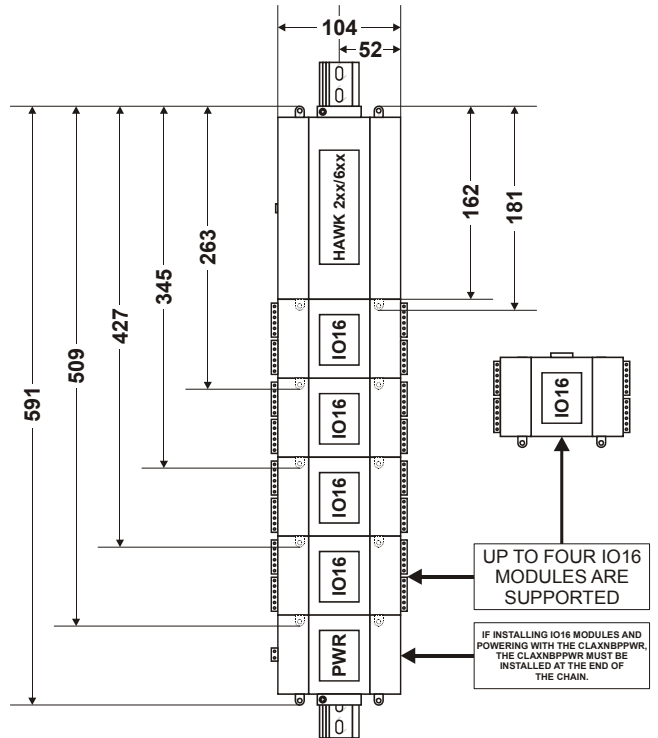 104
52
162
181
263
345
427
509
591
HAWK 2xx/6xx
IO16
IO16
IO16
IO16
PWR
IO16
UP TO FOUR IO16
MODULES ARE
SUPPORTED
IF INSTALLING IO16 MODULES AND
POWERING WITH THE CLAXNBPPWR,
THE CLAXNBPPWR MUST BE
INSTALLED AT THE END OF
THE CHAIN.